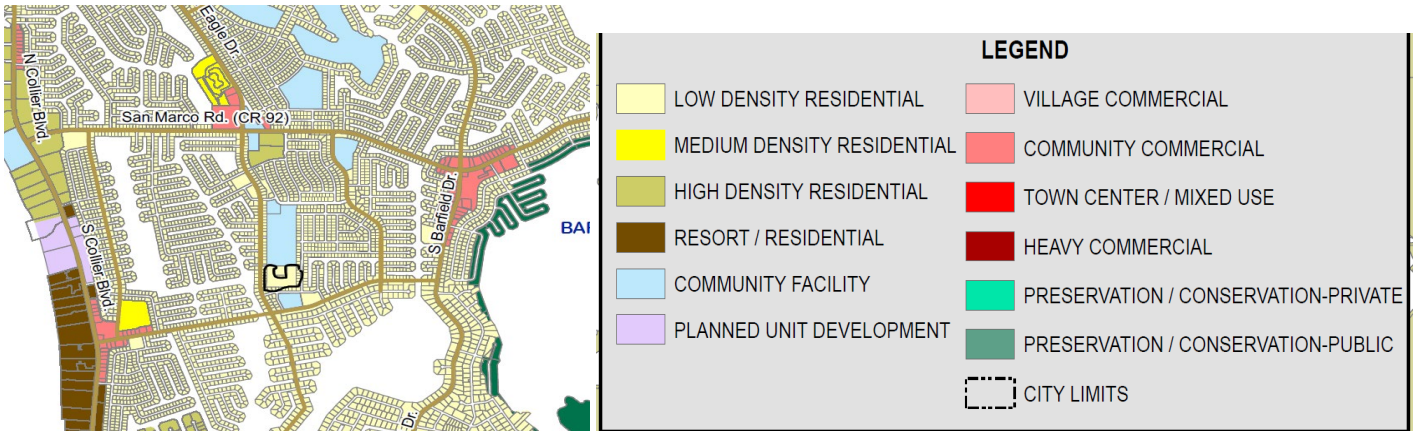 Eagle Dr.
N Collier Blvd.
San Marco Rd. (CR 92)
S Barfield Dr.
S Collier Blvd.
BAR
Dr.
LEGEND
LOW DENSITY RESIDENTIAL
MEDIUM DENSITY RESIDENTIAL
HIGH DENSITY RESIDENTIAL
RESORT / RESIDENTIAL
COMMUNITY FACILITY
PLANNED UNIT DEVELOPMENT
VILLAGE COMMERCIAL
COMMUNITY COMMERCIAL
TOWN CENTER / MIXED USE
HEAVY COMMERCIAL
PRESERVATION / CONSERVATION-PRIVATE
PRESERVATION / CONSERVATION-PUBLIC
CITY LIMITS